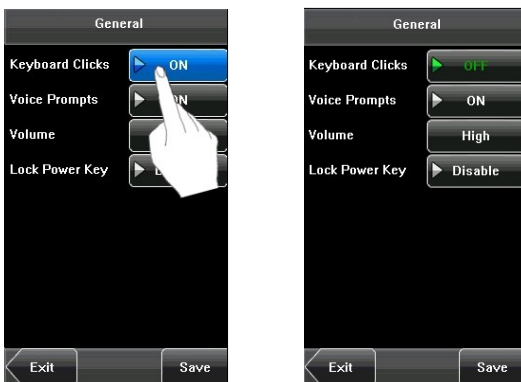 General
Keyboard Clicks ON
Voice Prompts ON
Volume
Lock Power Key
Exit Save
General
Keyboard Clicks OFF
Voice Prompts ON
Volume High
Lock Power Key Disable
Exit Save